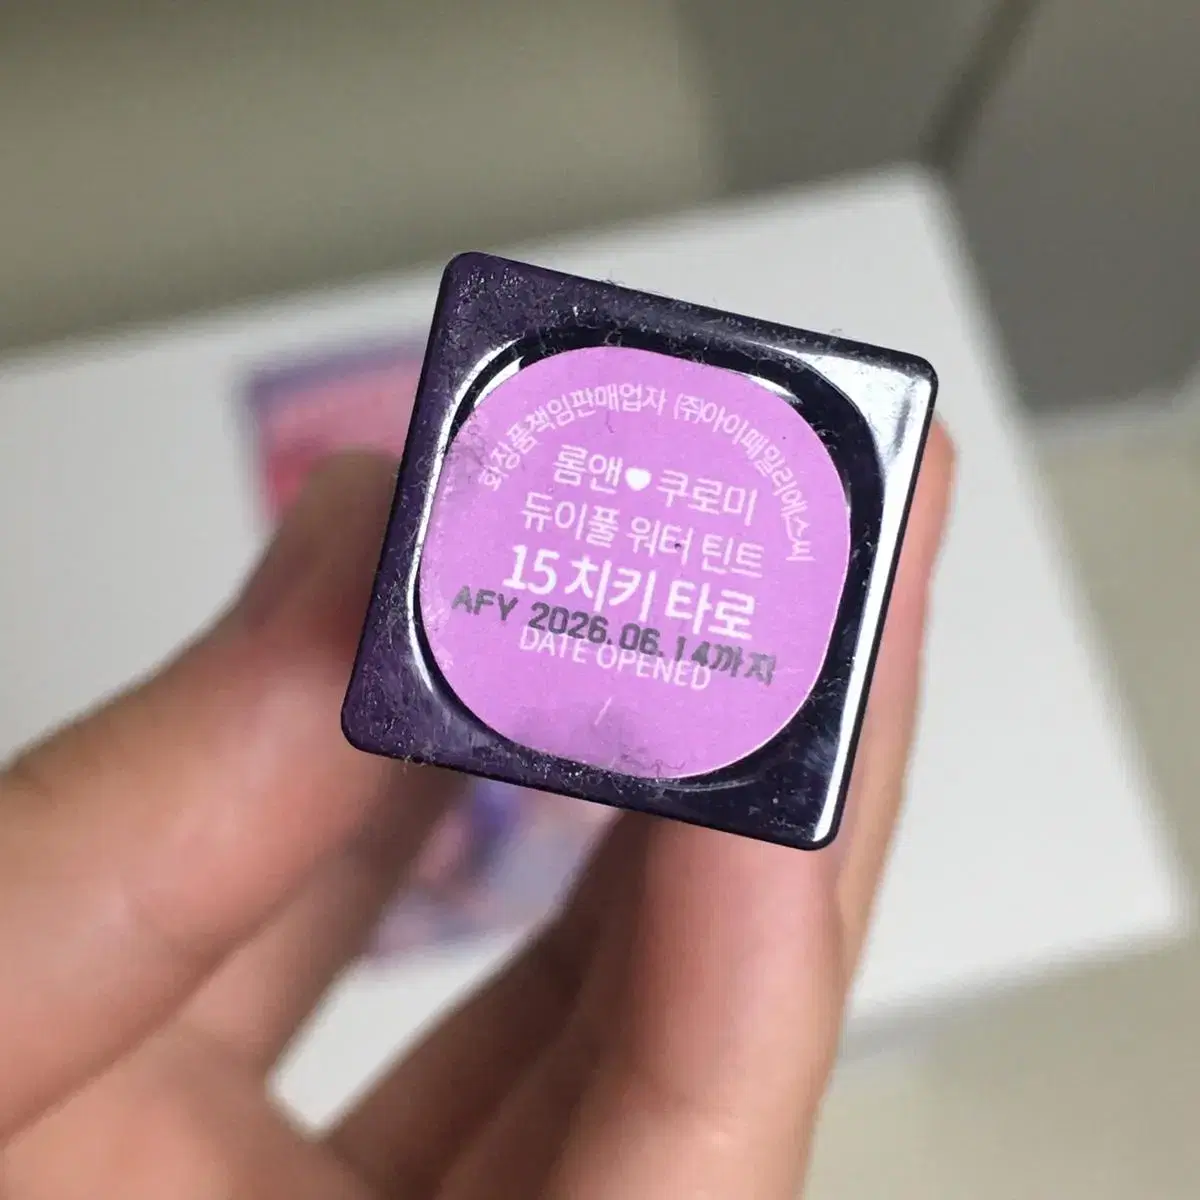 화장품책임판매업자 (주)아이패밀리에스씨
롬앤♥쿠로미
듀이풀 워터 틴트
15 치키 타로
AFY 2026.06.14까지
DATE OPENED
/